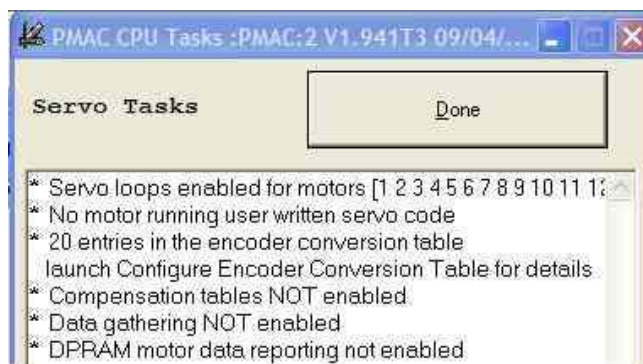 PMAC CPU Tasks :PMAC:2 V1.941T3 09/04/...
Servo Tasks
Done
* Servo loops enabled for motors [1 2 3 4 5 6 7 8 9 10 11 12
* No motor running user written servo code
* 20 entries in the encoder conversion table
launch Configure Encoder Conversion Table for details
* Compensation tables NOT enabled
* Data gathering NOT enabled
* DPRAM motor data reporting not enabled